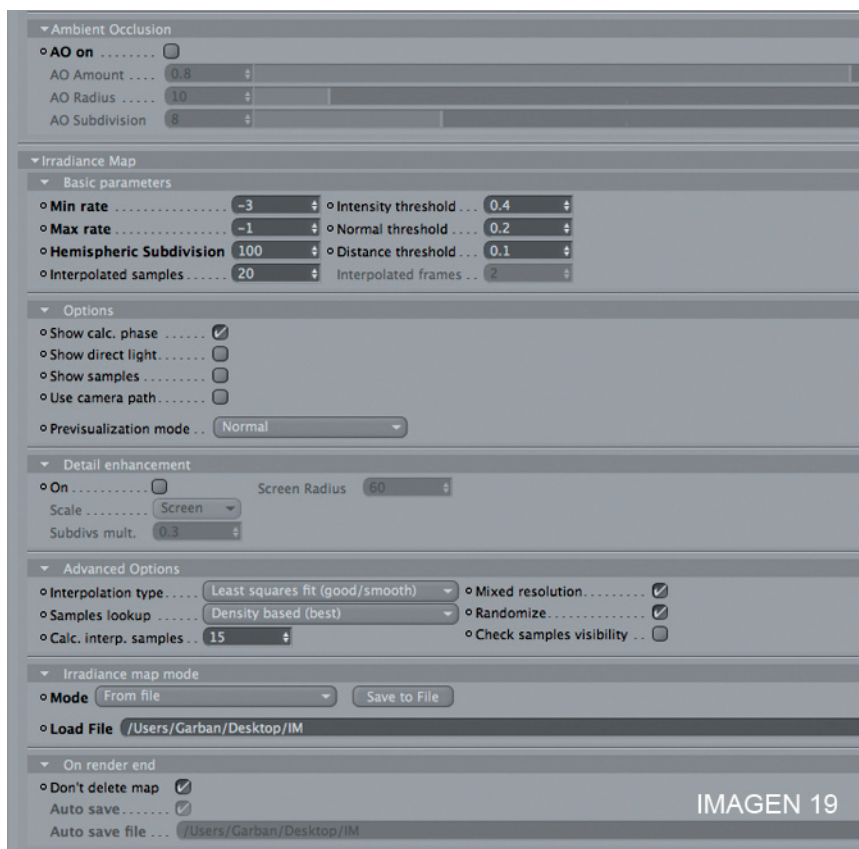 Ambient Occlusion
AO on ........
AO Amount .... 0.8
AO Radius ..... 10
AO Subdivision 8
Irradiance Map
Basic parameters
Min rate ............... -3 Intensity threshold ... 0.4
Max rate ............... -1 Normal threshold ... 0.2
Hemispheric Subdivision 100 Distance threshold ... 0.1
Interpolated samples...... 20 Interpolated frames .. 2
Options
Show calc. phase ......
Show direct light.......
Show samples .........
Use camera path.......
Previsualization mode .. Normal
Detail enhancement
On ........... Screen Radius 60
Scale ......... Screen
Subdivs mult. 0.3
Advanced Options
Interpolation type..... Least squares fit (good/smooth) Mixed resolution.........
Samples lookup ...... Density based (best) Randomize..............
Calc. interp. samples .. 15 Check samples visibility ..
Irradiance map mode
Mode From file Save to File
Load File /Users/Garban/Desktop/IM
On render end
Don't delete map
Auto save.......
Auto save file ... /Users/Garban/Desktop/IM
IMAGEN 19